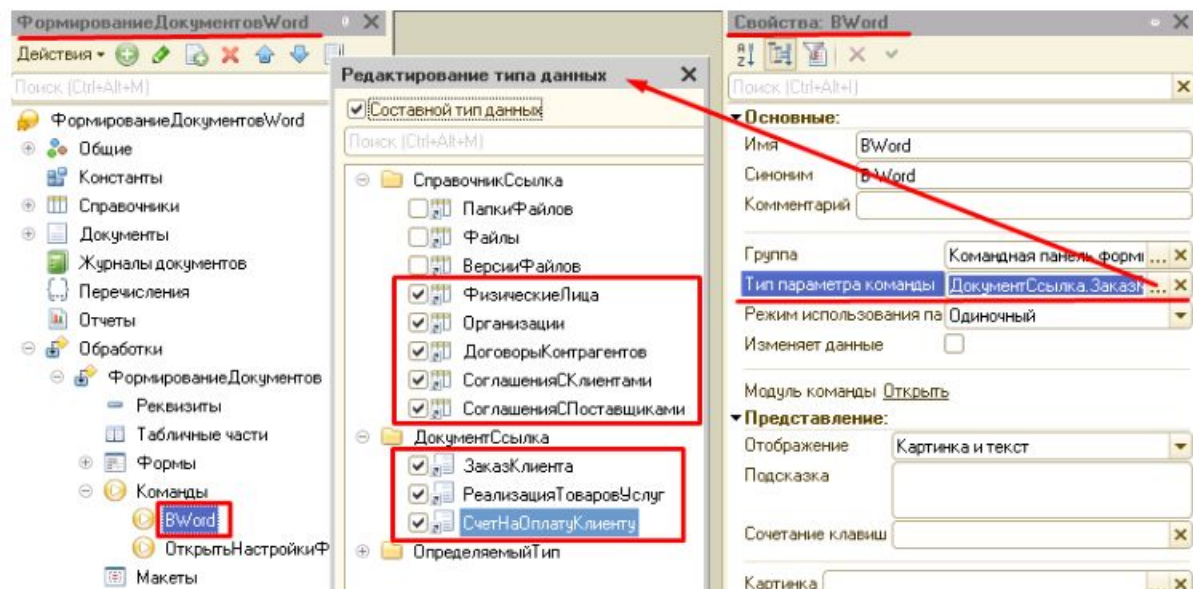 ФормированиеДокументовWord
Действия
Поиск (Ctrl+Alt+M)
ФормированиеДокументовWord
Общие
Константы
Справочники
Документы
Журналы документов
Перечисления
Отчеты
Обработки
ФормированиеДокументов
Реквизиты
Табличные части
Формы
Команды
BWord
ОткрытьНастройкиФ
Макеты
Редактирование типа данных
Составной тип данных
Поиск (Ctrl+Alt+M)
СправочникСсылка
ПапкиФайлов
Файлы
ВерсииФайлов
ФизическиеЛица
Организации
ДоговорыКонтрагентов
СоглашенияСКлиентами
СоглашенияСПоставщиками
ДокументСсылка
ЗаказКлиента
РеализацияТоваровУслуг
СчетНаОплатуКлиенту
ОпределяемыйТип
Свойства: BWord
Поиск (Ctrl+Alt+I)
Основные:
Имя BWord
Синоним В Word
Комментарий
Группа Командная панель форм ...
Тип параметра команды ДокументСсылка.Заказ ...
Режим использования па Одиночный
Изменяет данные
Модуль команды Открыть
Представление:
Отображение Картинка и текст
Подсказка
Сочетание клавиш
Картинка ...